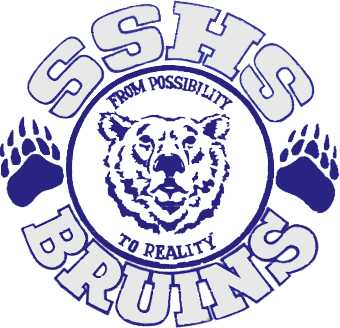 SSHS
FROM POSSIBILITY
TO REALITY
BRUINS